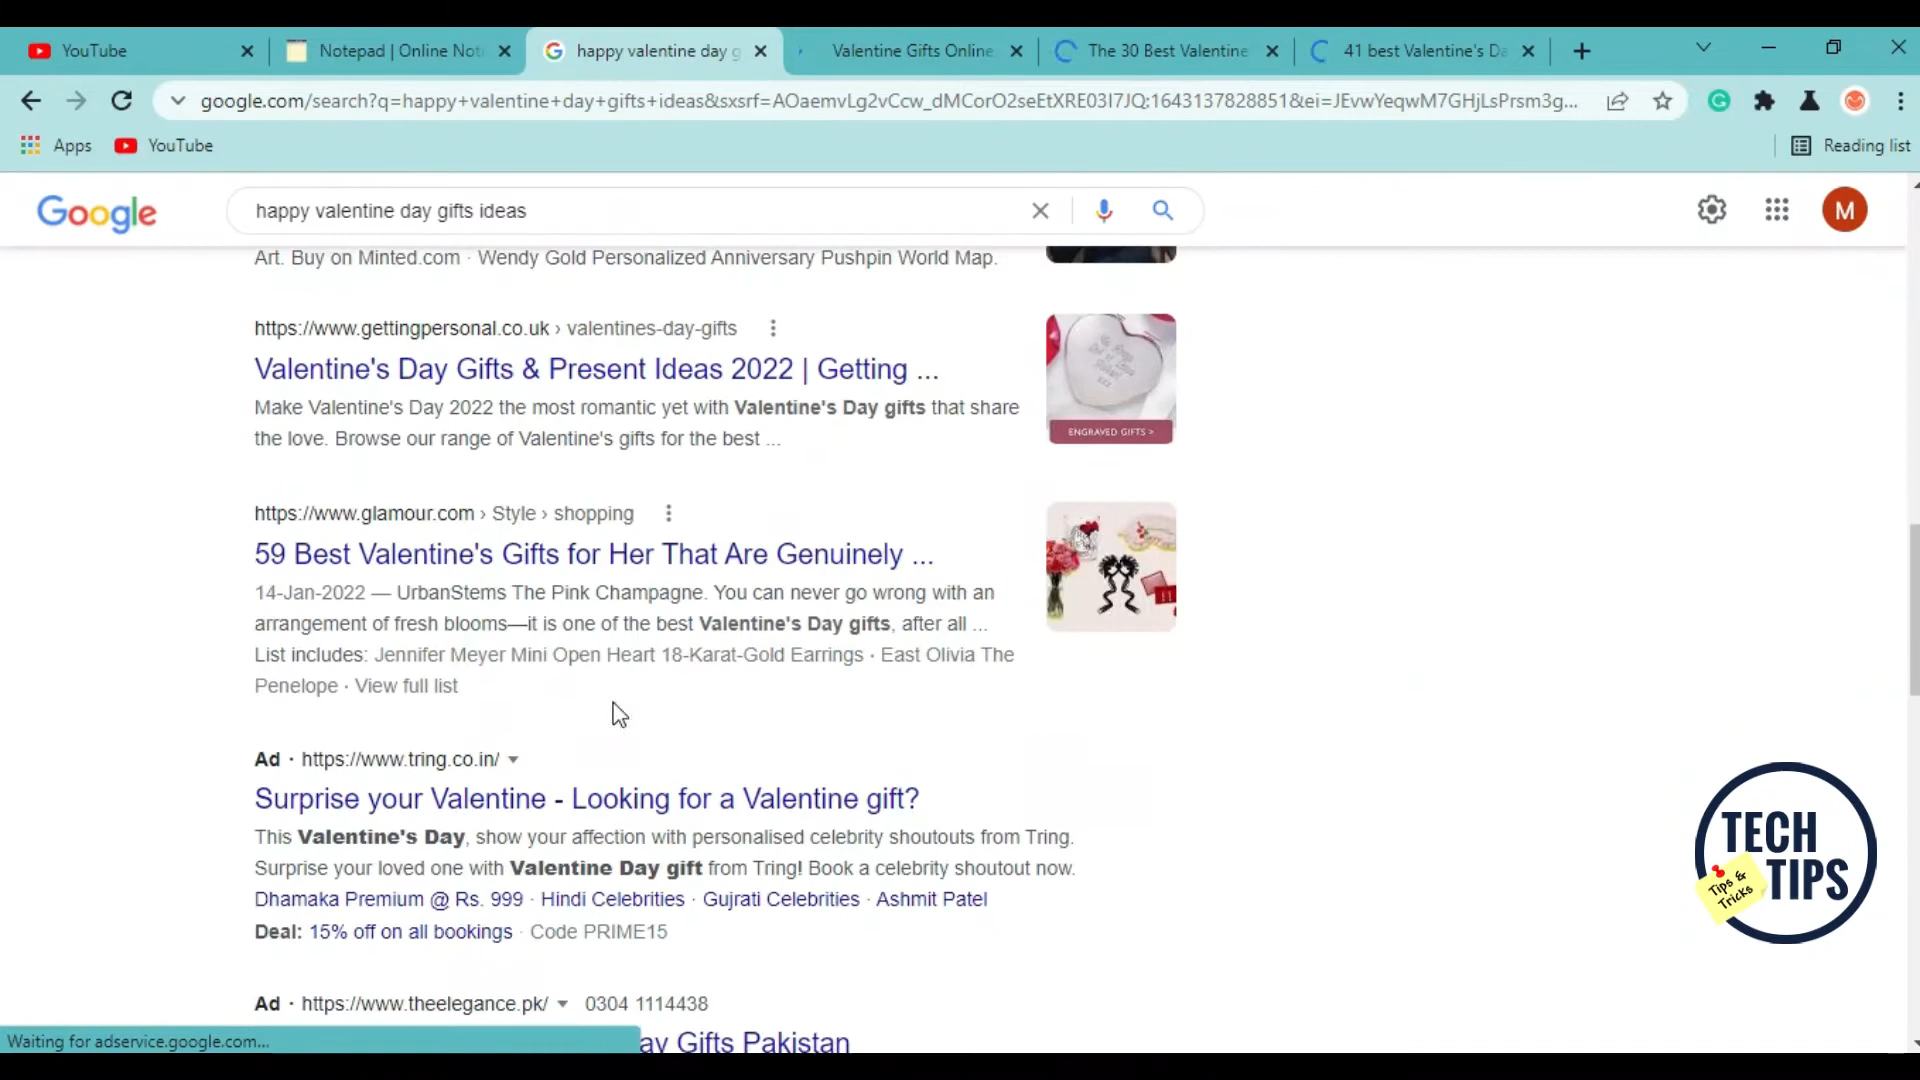 YouTube
Notepad | Online Not
happy valentine day g
Valentine Gifts Online
The 30 Best Valentine
41 best Valentine's Da
google.com/search?q=happy+valentine+day+gifts+ideas&sxsrf=AOaemvLg2vCcw_dMCorO2seEtXRE03I7JQ:1643137828851&ei=JEvwYeqwM7GHjLsPrsm3g...
Apps
YouTube
Reading list
Google
happy valentine day gifts ideas
M
Art. Buy on Minted.com · Wendy Gold Personalized Anniversary Pushpin World Map.
https://www.gettingpersonal.co.uk › valentines-day-gifts
Valentine's Day Gifts & Present Ideas 2022 | Getting ...
Make Valentine's Day 2022 the most romantic yet with Valentine's Day gifts that share
the love. Browse our range of Valentine's gifts for the best ...
ENGRAVED GIFTS >
https://www.glamour.com › Style › shopping
59 Best Valentine's Gifts for Her That Are Genuinely ...
14-Jan-2022 — UrbanStems The Pink Champagne. You can never go wrong with an
arrangement of fresh blooms—it is one of the best Valentine's Day gifts, after all ...
List includes: Jennifer Meyer Mini Open Heart 18-Karat-Gold Earrings · East Olivia The
Penelope · View full list
Ad · https://www.tring.co.in/
Surprise your Valentine - Looking for a Valentine gift?
This Valentine's Day, show your affection with personalised celebrity shoutouts from Tring.
Surprise your loved one with Valentine Day gift from Tring! Book a celebrity shoutout now.
Dhamaka Premium @ Rs. 999 · Hindi Celebrities · Gujrati Celebrities · Ashmit Patel
Deal: 15% off on all bookings · Code PRIME15
Ad · https://www.theelegance.pk/ 0304 1114438
ay Gifts Pakistan
Waiting for adservice.google.com...
TECH
TIPS
Tips &
Tricks